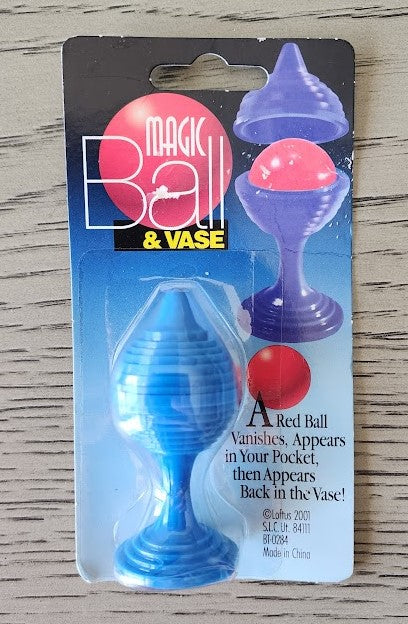 MAGIC
Ball
& VASE
A Red Ball
Vanishes, Appears
in Your Pocket,
then Appears
Back in the Vase!
©Loftus 2001
S.L.C. Ut. 84111
BT-0284
Made in China